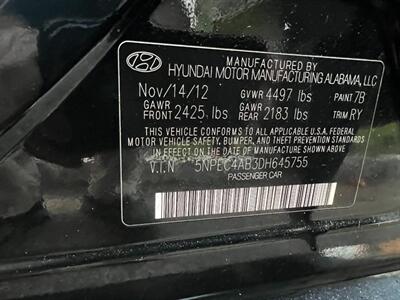 MANUFACTURED BY
HYUNDAI MOTOR MANUFACTURING ALABAMA, LLC
Nov/14/12 GVWR 4497 lbs PAINT 7B
GAWR FRONT 2425 lbs GAWR REAR 2183 lbs TRIM RY
THIS VEHICLE CONFORMS TO ALL APPLICABLE U.S. FEDERAL
MOTOR VEHICLE SAFETY, BUMPER, AND THEFT PREVENTION STANDARDS
IN EFFECT ON THE DATE OF MANUFACTURE SHOWN ABOVE.
V.I.N 5NPEC4AB3DH645755
PASSENGER CAR